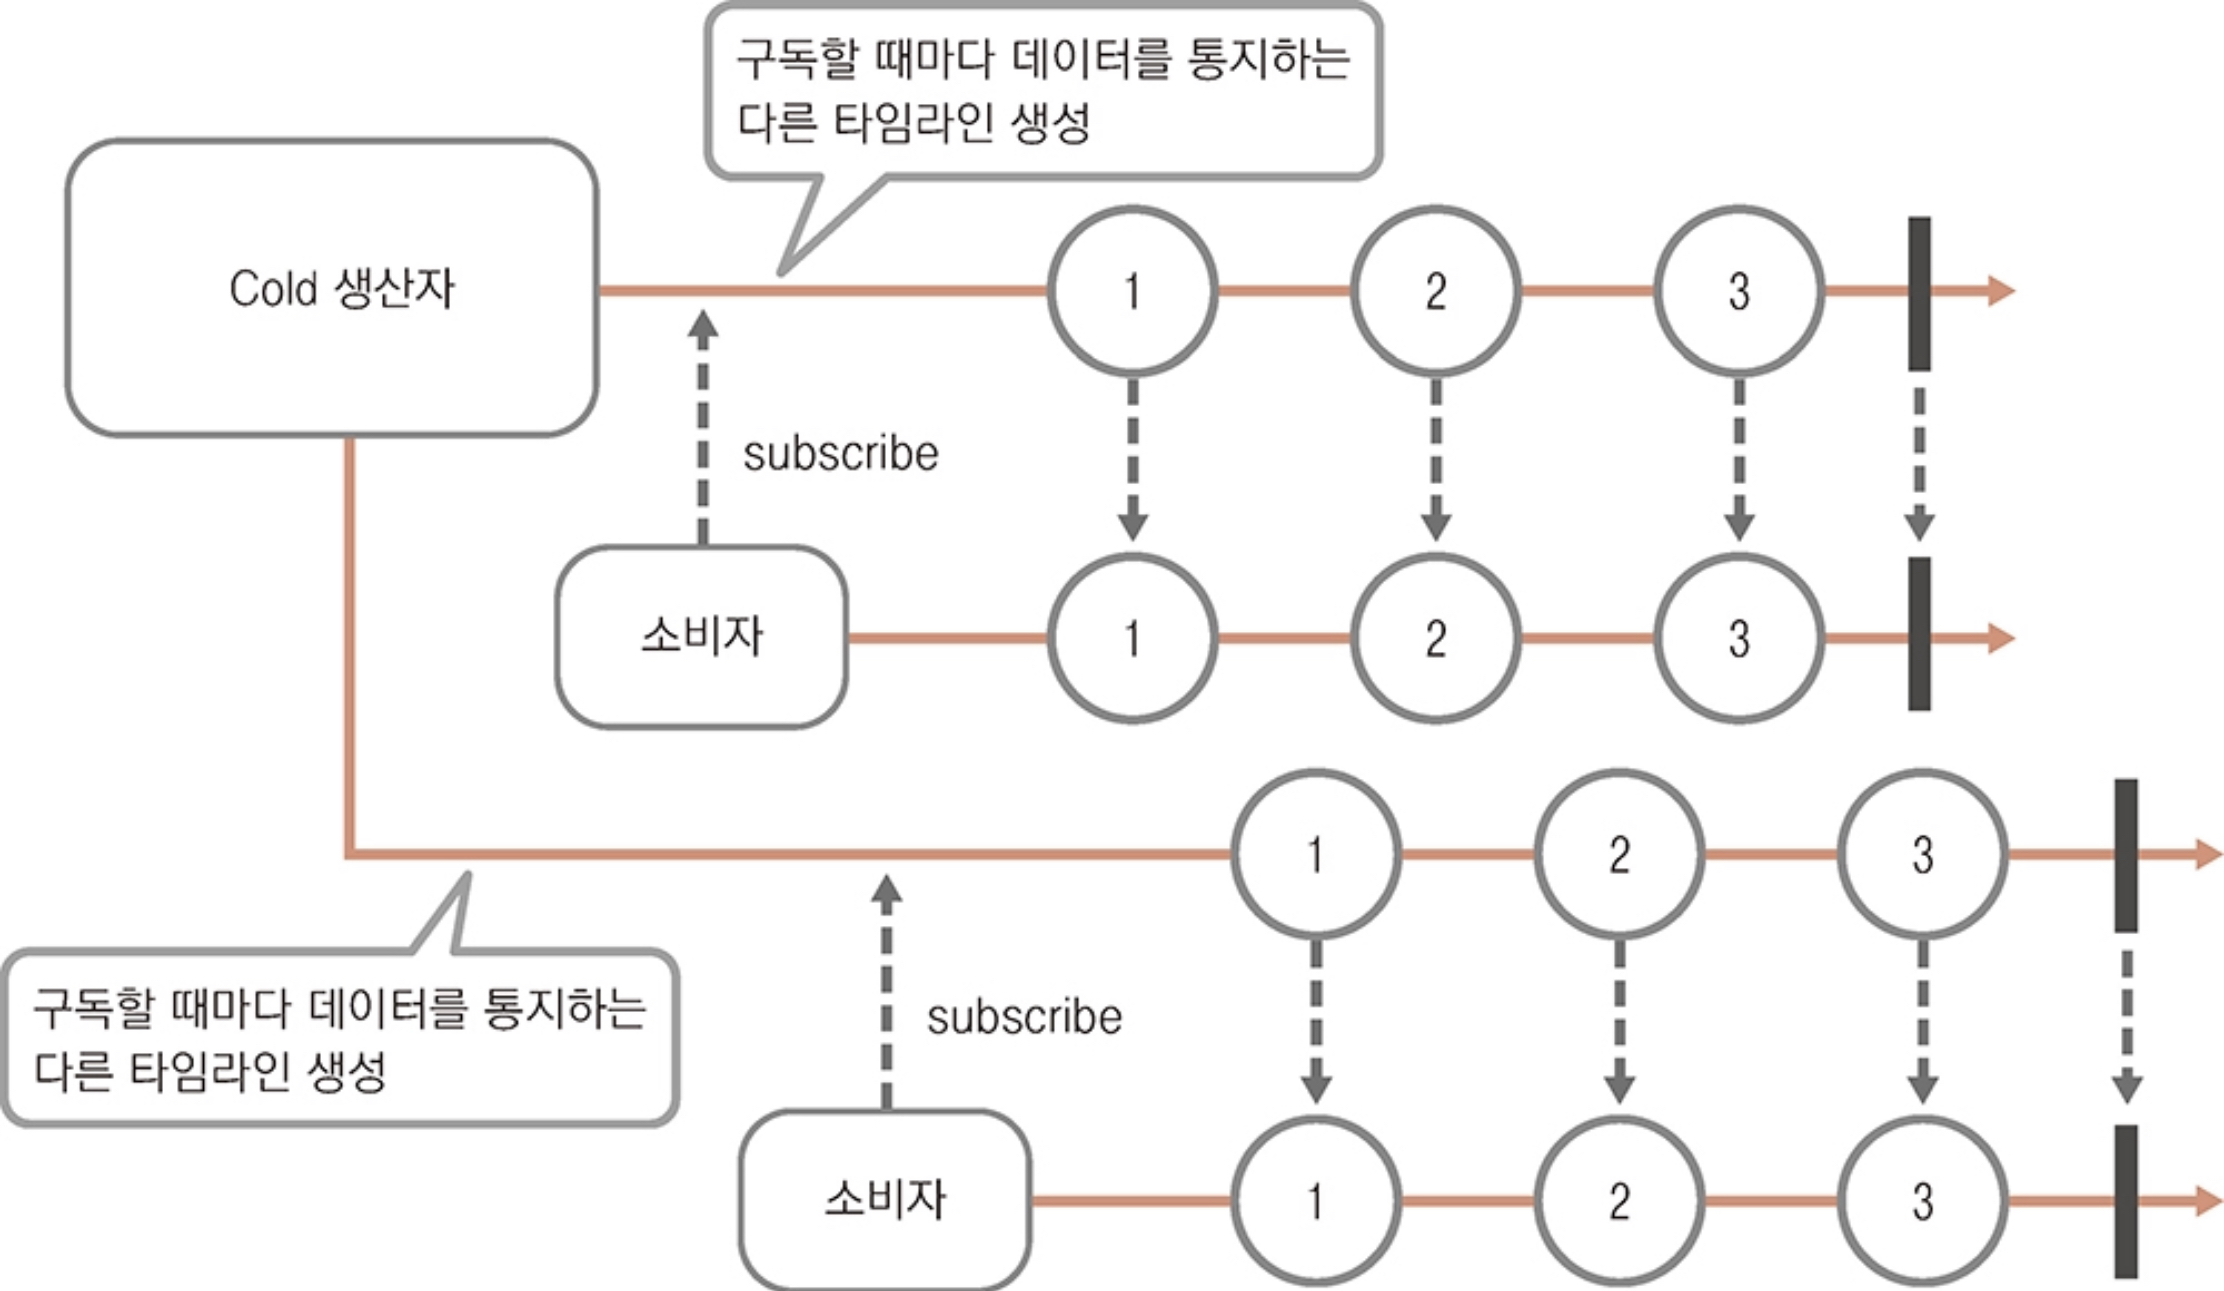 구독할 때마다 데이터를 통지하는
다른 타임라인 생성
Cold 생산자
1
2
3
subscribe
소비자
1
2
3
1
2
3
구독할 때마다 데이터를 통지하는
다른 타임라인 생성
subscribe
소비자
1
2
3